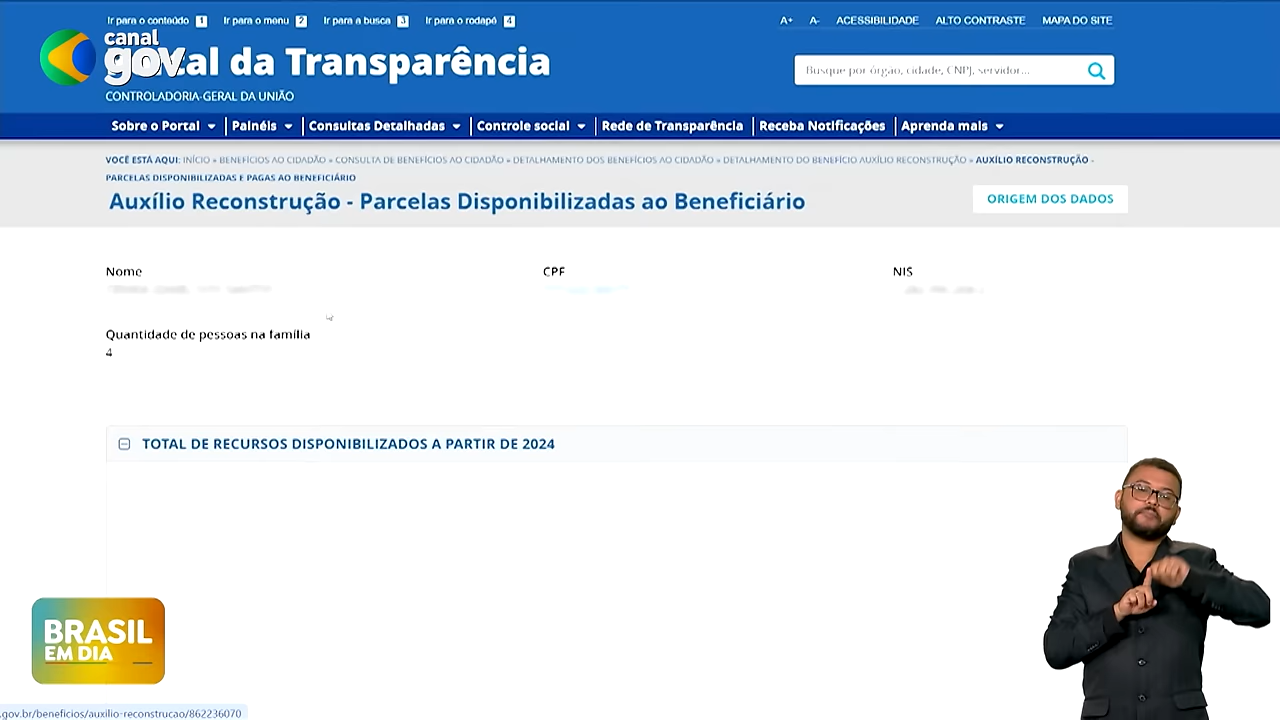 Ir para o conteúdo 1 Ir para o menu 2 Ir para a busca 3 Ir para o rodapé 4
A+ A- ACESSIBILIDADE ALTO CONTRASTE MAPA DO SITE
canal
gov
tal da Transparência
Busque por órgão, cidade, CNPJ, servidor...
CONTROLADORIA-GERAL DA UNIÃO
Sobre o Portal Painéis Consultas Detalhadas Controle social Rede de Transparência Receba Notificações Aprenda mais
VOCÊ ESTÁ AQUI: INÍCIO » BENEFÍCIOS AO CIDADÃO » CONSULTA DE BENEFÍCIOS AO CIDADÃO » DETALHAMENTO DOS BENEFÍCIOS AO CIDADÃO » DETALHAMENTO DO BENEFÍCIO AUXÍLIO RECONSTRUÇÃO » AUXÍLIO RECONSTRUÇÃO -
PARCELAS DISPONIBILIZADAS E PAGAS AO BENEFICIÁRIO
Auxílio Reconstrução - Parcelas Disponibilizadas ao Beneficiário
ORIGEM DOS DADOS
Nome CPF NIS
Quantidade de pessoas na família
4
TOTAL DE RECURSOS DISPONIBILIZADOS A PARTIR DE 2024
BRASIL
EM DIA
.gov.br/beneficios/auxilio-reconstrucao/862236070